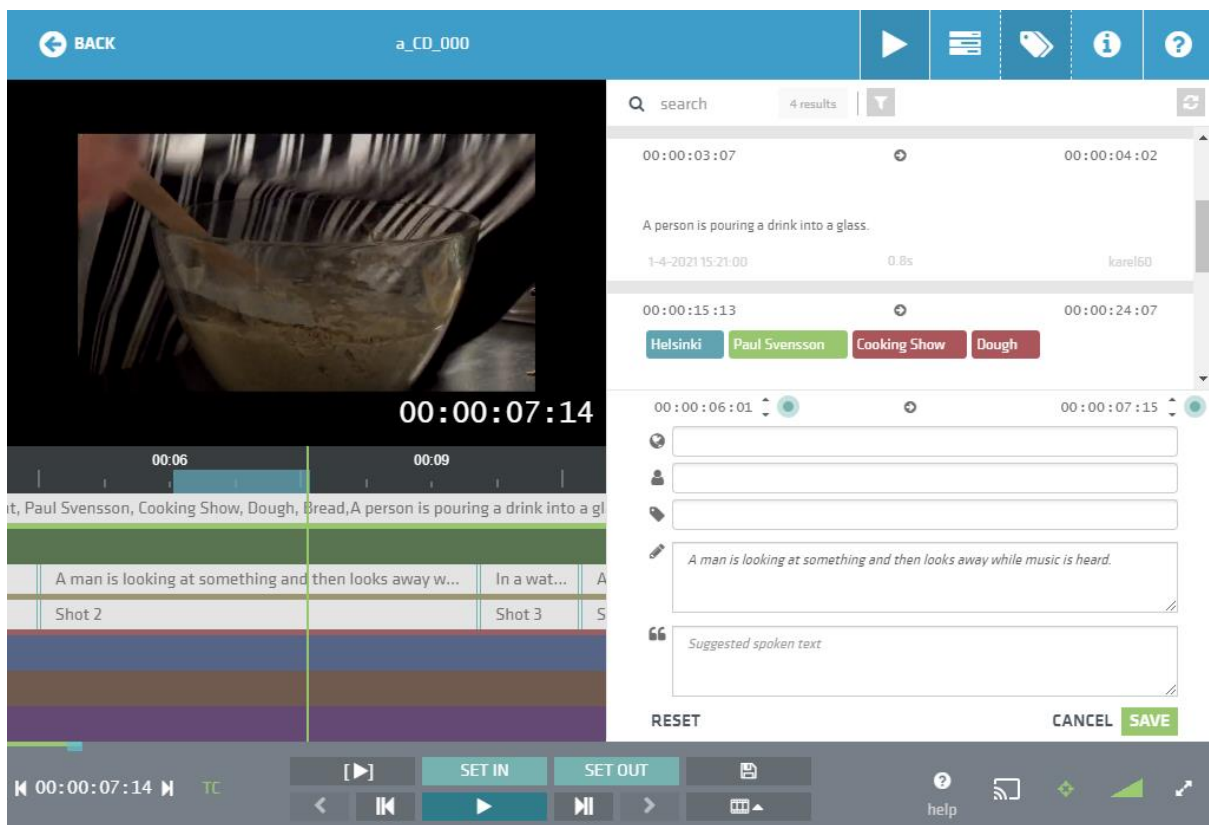 BACK
a_CD_000
search
4 results
00:00:03:07
00:00:04:02
A person is pouring a drink into a glass.
1-4-2021 15:21:00
0.8s
karel60
00:00:15:13
00:00:24:07
Helsinki
Paul Svensson
Cooking Show
Dough
00:00:07:14
00:00:06:01
00:00:07:15
A man is looking at something and then looks away while music is heard.
Suggested spoken text
RESET
CANCEL
SAVE
00:06
00:09
t, Paul Svensson, Cooking Show, Dough, Bread,A person is pouring a drink into a gl
A man is looking at something and then looks away w...
In a wat...
A
Shot 2
Shot 3
S
00:00:07:14
TC
SET IN
SET OUT
help